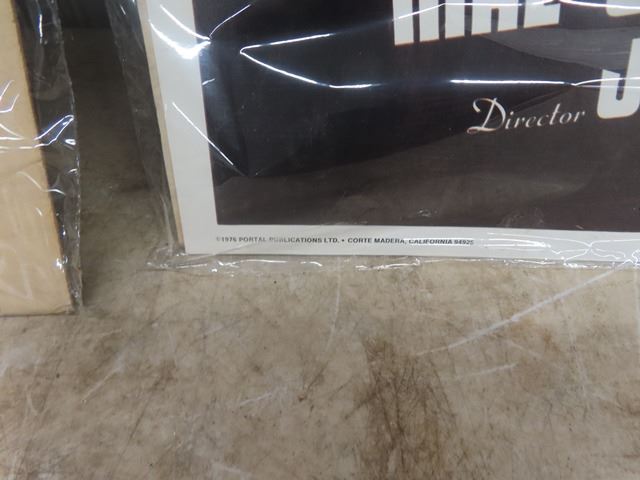 Director
©1976 PORTAL PUBLICATIONS LTD. • CORTE MADERA, CALIFORNIA 94925